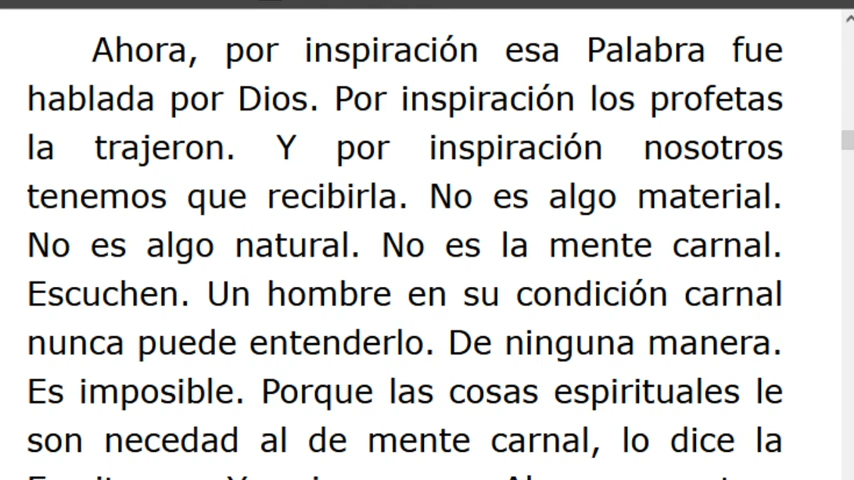 Ahora, por inspiración esa Palabra fue
hablada por Dios. Por inspiración los profetas
la trajeron. Y por inspiración nosotros
tenemos que recibirla. No es algo material.
No es algo natural. No es la mente carnal.
Escuchen. Un hombre en su condición carnal
nunca puede entenderlo. De ninguna manera.
Es imposible. Porque las cosas espirituales le
son necedad al de mente carnal, lo dice la